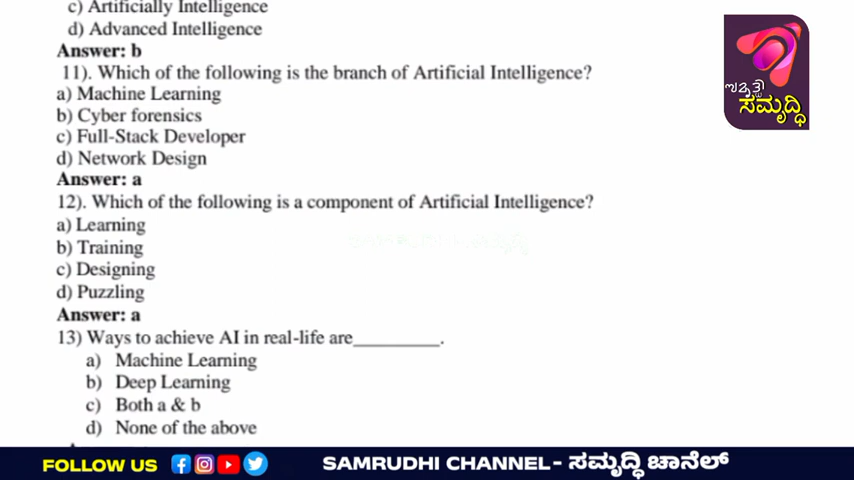 c) Artificially Intelligence
d) Advanced Intelligence
Answer: b
11). Which of the following is the branch of Artificial Intelligence?
a) Machine Learning
b) Cyber forensics
c) Full-Stack Developer
d) Network Design
Answer: a
12). Which of the following is a component of Artificial Intelligence?
a) Learning
b) Training
c) Designing
d) Puzzling
Answer: a
13) Ways to achieve AI in real-life are_________.
a) Machine Learning
b) Deep Learning
c) Both a & b
d) None of the above
ಸಮೃದ್ಧಿ
FOLLOW US
SAMRUDHI CHANNEL- ಸಮೃದ್ಧಿ ಚಾನೆಲ್